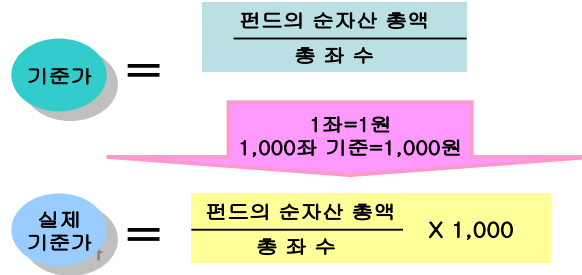 기준가
=
펀드의 순자산 총액
총 좌 수
1좌=1원
1,000좌 기준=1,000원
실제
기준가
=
펀드의 순자산 총액
총 좌 수
X 1,000